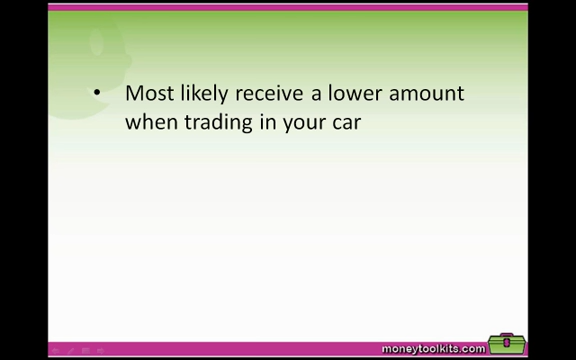 • Most likely receive a lower amount
when trading in your car
moneytoolkits.com